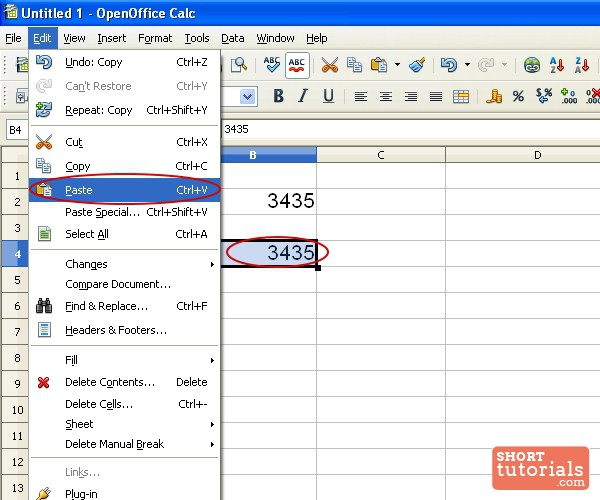 Untitled 1 - OpenOffice Calc
File Edit View Insert Format Tools Data Window Help
Undo: Copy Ctrl+Z
Can't Restore Ctrl+Y
Repeat: Copy Ctrl+Shift+Y
Cut Ctrl+X
Copy Ctrl+C
Paste Ctrl+V
Paste Special... Ctrl+Shift+V
Select All Ctrl+A
Changes
Compare Document...
Find & Replace... Ctrl+F
Headers & Footers...
Fill
Delete Contents... Delete
Delete Cells... Ctrl+-
Sheet
Delete Manual Break
Links...
Plug-in
ABC ABC
B I U
% $% .000 .000
B4 3435
B C D
1
2 3435
3
4 3435
5
6
7
8
9
10
11
12
13
SHORT
tutorials
.com